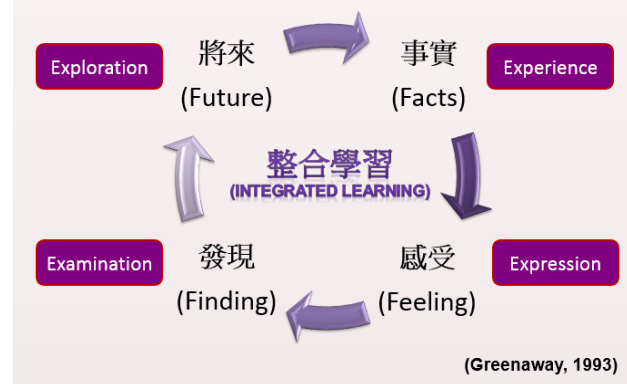 Exploration
將來
(Future)
事實
(Facts)
Experience
整合學習
(INTEGRATED LEARNING)
Examination
發現
(Finding)
感受
(Feeling)
Expression
(Greenaway, 1993)